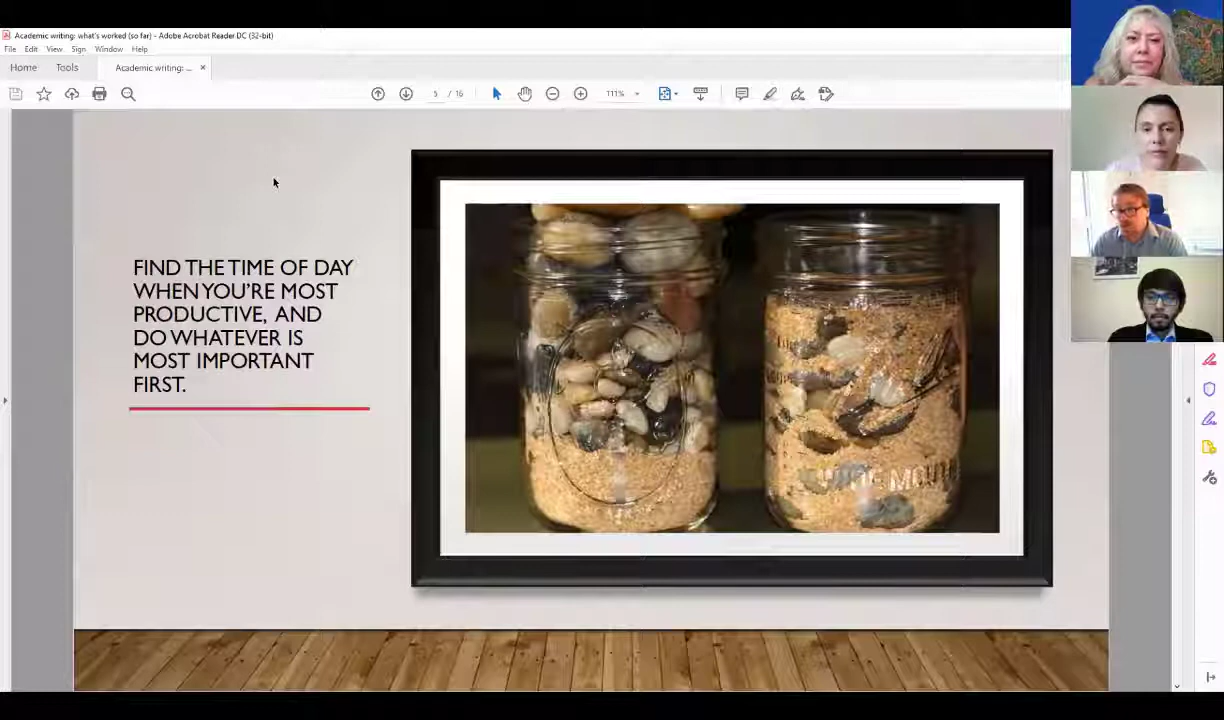 Academic writing: what's worked (so far) - Adobe Acrobat Reader DC (32-bit)
File Edit View Sign Window Help
Home Tools Academic writing: ... ×
5 / 16 111%
FIND THE TIME OF DAY
WHEN YOU'RE MOST
PRODUCTIVE, AND
DO WHATEVER IS
MOST IMPORTANT
FIRST.
WIDE MOUTH